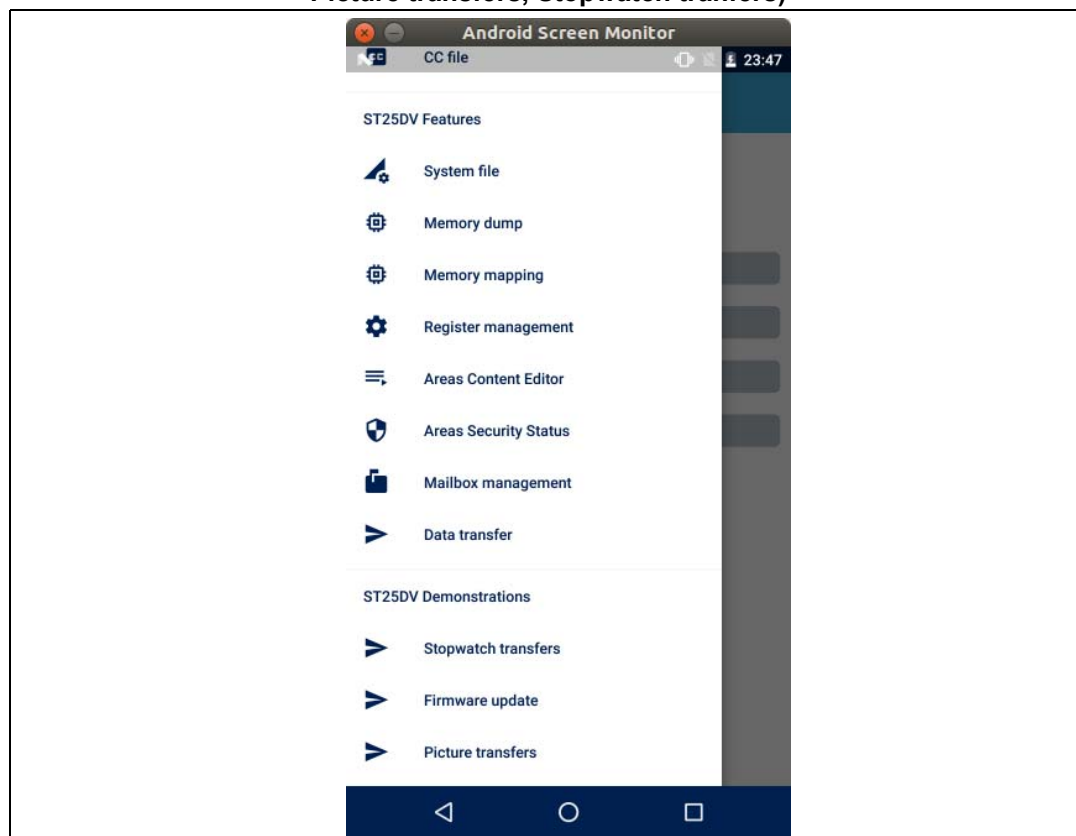 Picture transfers, Stopwatch tranfers)
Android Screen Monitor
CC file
23:47
ST25DV Features
System file
Memory dump
Memory mapping
Register management
Areas Content Editor
Areas Security Status
Mailbox management
Data transfer
ST25DV Demonstrations
Stopwatch transfers
Firmware update
Picture transfers